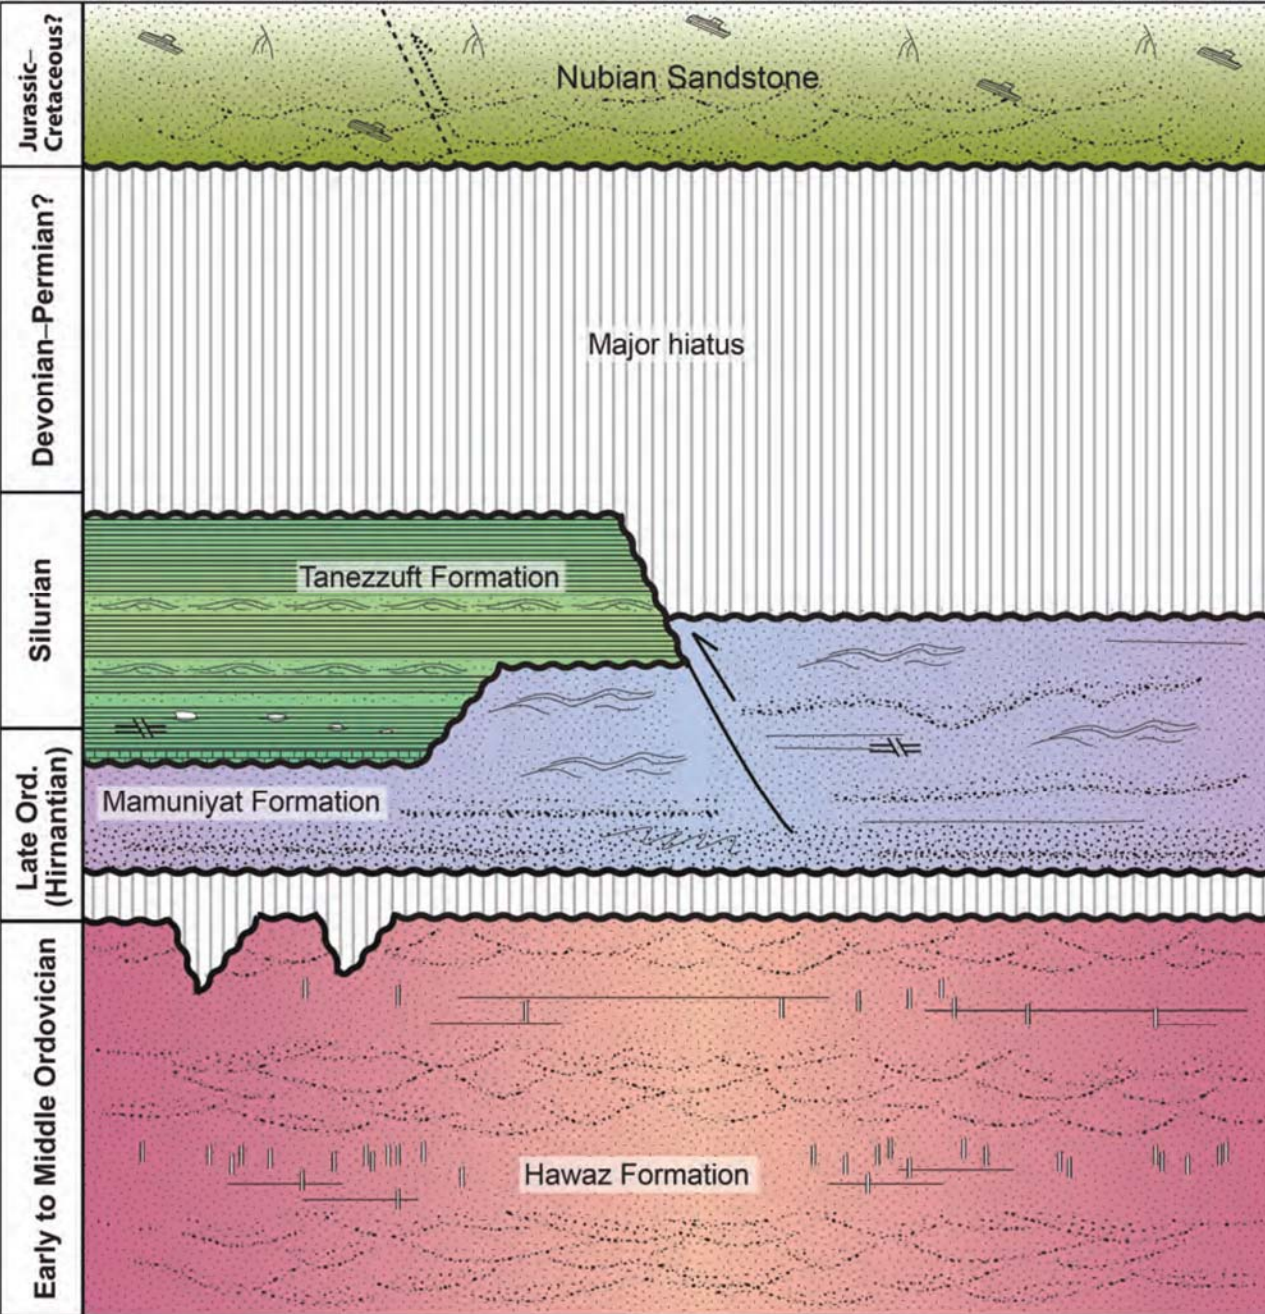 Jurassic–
Cretaceous?
Nubian Sandstone
Devonian–Permian?
Major hiatus
Silurian
Tanezzuft Formation
Late Ord.
(Hirnantian)
Mamuniyat Formation
Early to Middle Ordovician
Hawaz Formation